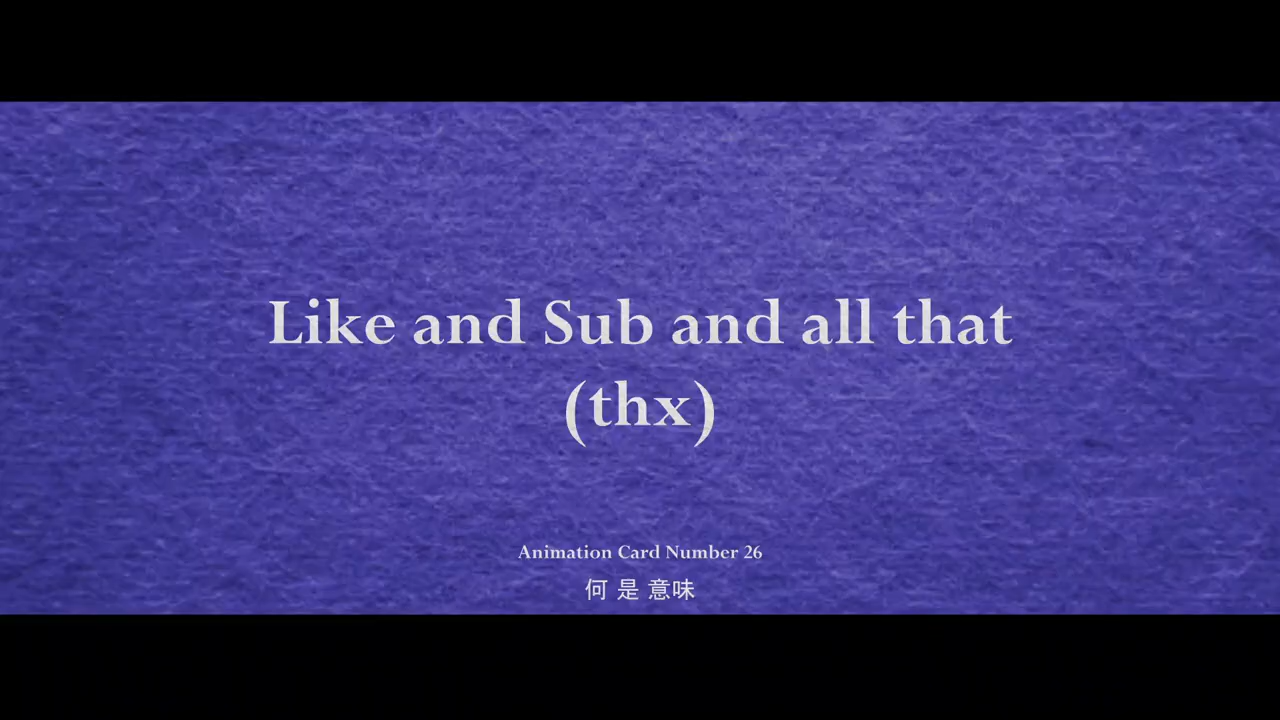 Like and Sub and all that
(thx)
Animation Card Number 26
何 是 意味